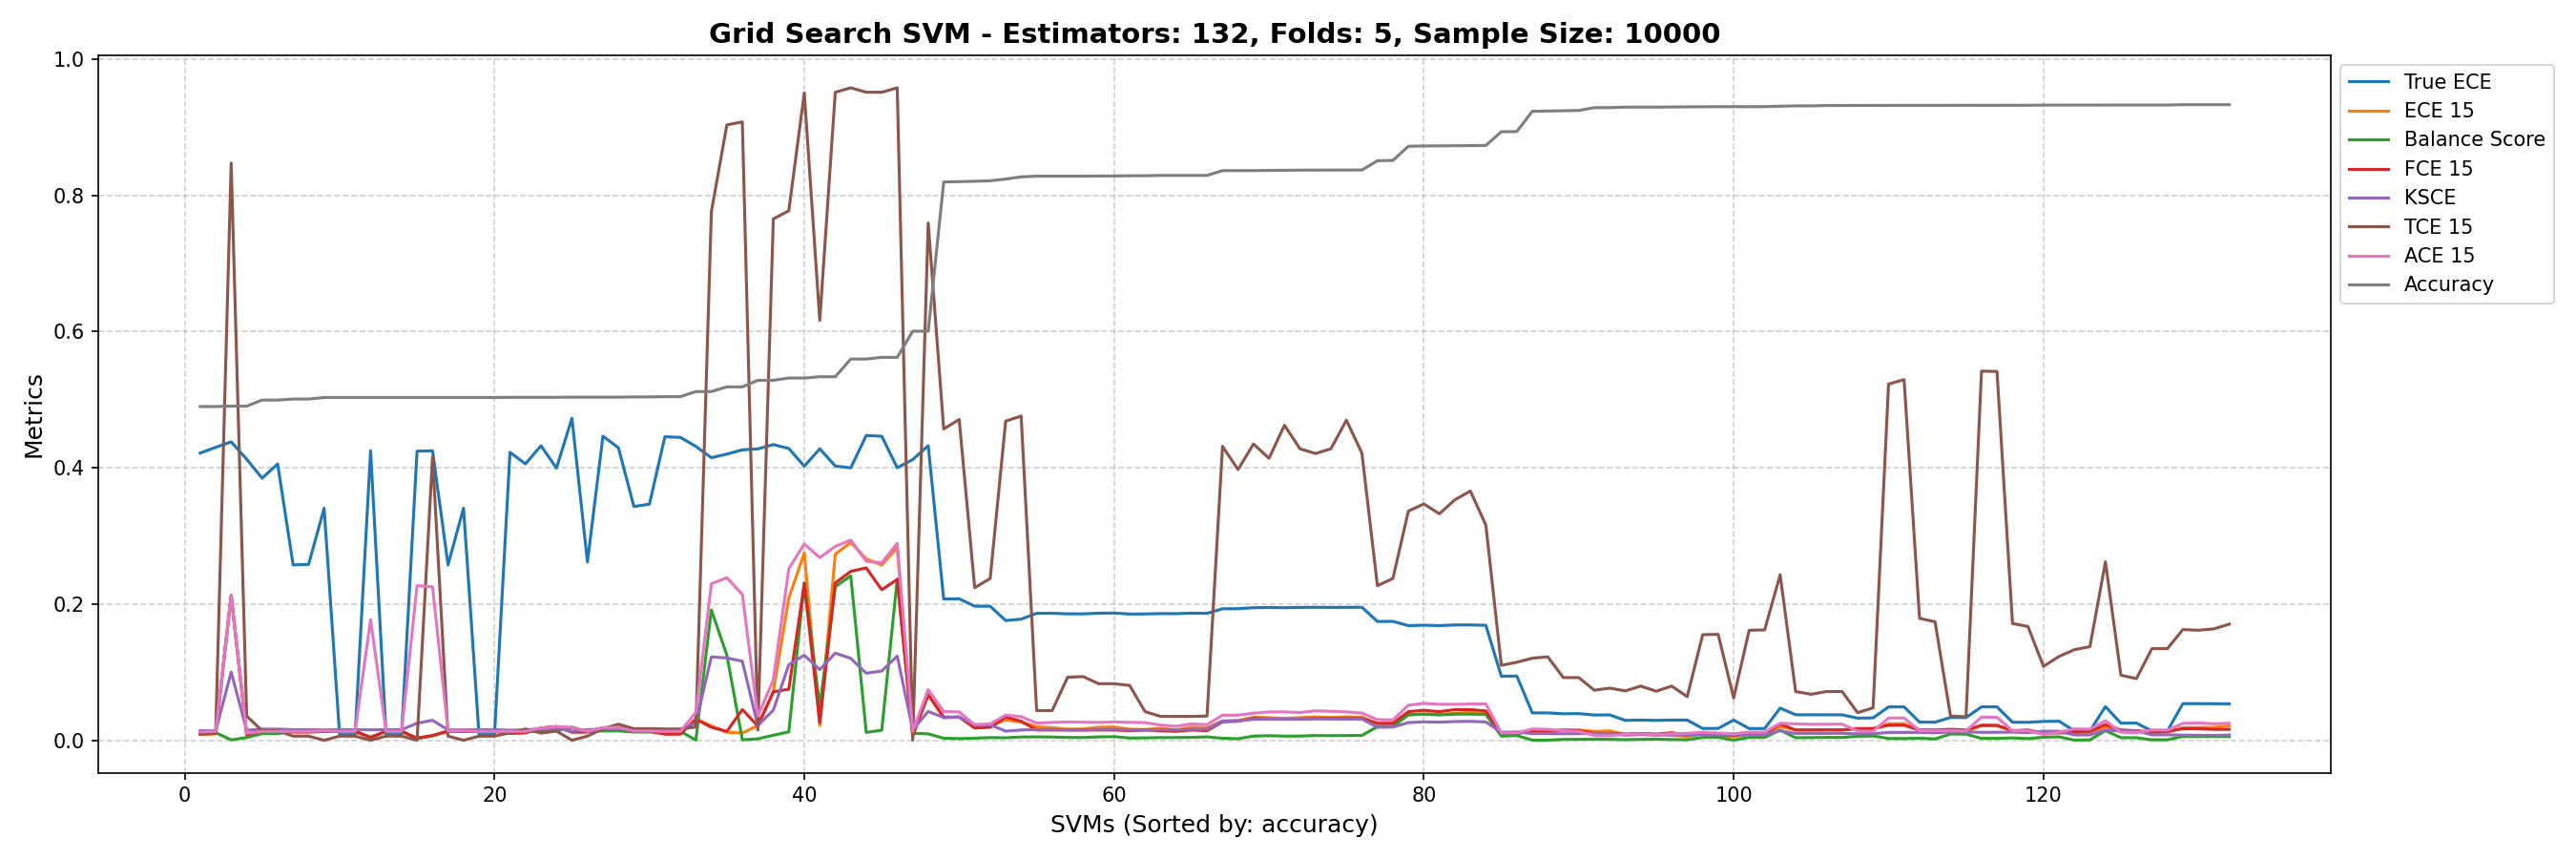 Grid Search SVM - Estimators: 132, Folds: 5, Sample Size: 10000
Metrics
1.0
0.8
0.6
0.4
0.2
0.0
0 20 40 60 80 100 120
SVMs (Sorted by: accuracy)
True ECE
ECE 15
Balance Score
FCE 15
KSCE
TCE 15
ACE 15
Accuracy